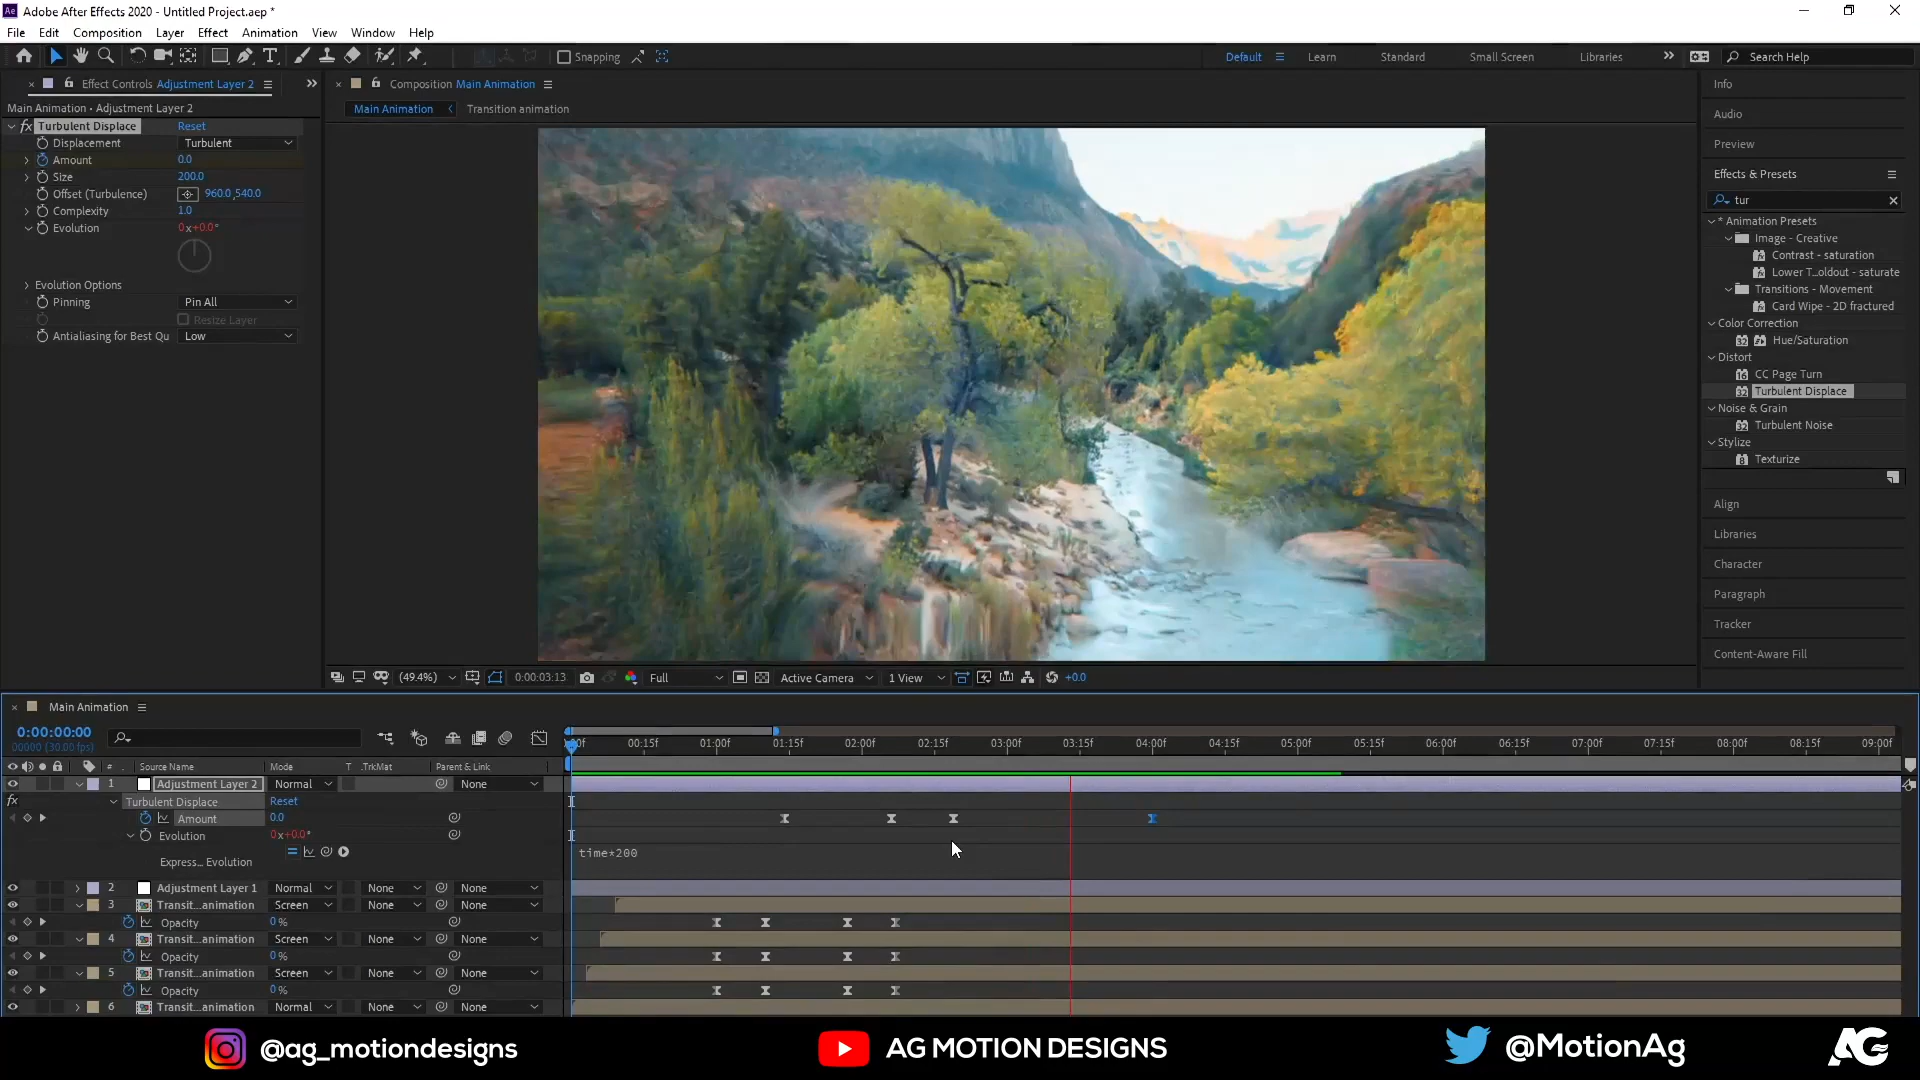 Ae Adobe After Effects 2020 - Untitled Project.aep *
File Edit Composition Layer Effect Animation View Window Help
Snapping Default Learn Standard Small Screen Libraries Search Help
Effect Controls Adjustment Layer 2
Main Animation • Adjustment Layer 2
fx Turbulent Displace Reset
Displacement Turbulent
Amount 0.0
Size 200.0
Offset (Turbulence) 960.0,540.0
Complexity 1.0
Evolution 0x+0.0°
Evolution Options
Pinning Pin All
Resize Layer
Antialiasing for Best Qu Low
Composition Main Animation
Main Animation Transition animation
(49.4%) 0:00:03:13 Full Active Camera 1 View +0.0
Info
Audio
Preview
Effects & Presets
tur
* Animation Presets
Image - Creative
Contrast - saturation
Lower T...oldout - saturate
Transitions - Movement
Card Wipe - 2D fractured
Color Correction
Hue/Saturation
Distort
CC Page Turn
Turbulent Displace
Noise & Grain
Turbulent Noise
Stylize
Texturize
Align
Libraries
Character
Paragraph
Tracker
Content-Aware Fill
Main Animation
0:00:00:00
00000 (30.00 fps)
00:15f 01:00f 01:15f 02:00f 02:15f 03:00f 03:15f 04:00f 04:15f 05:00f 05:15f 06:00f 06:15f 07:00f 07:15f 08:00f 08:15f 09:00f
# Source Name Mode T .TrkMat Parent & Link
1 Adjustment Layer 2 Normal None
fx Turbulent Displace Reset
Amount 0.0
Evolution 0x+0.0°
Express... Evolution time*200
2 Adjustment Layer 1 Normal None None
3 Transit...animation Screen None None
Opacity 0 %
4 Transit...animation Screen None None
Opacity 0 %
5 Transit...animation Screen None None
Opacity 0 %
6 Transit...animation Normal None None
@ag_motiondesigns AG MOTION DESIGNS @MotionAg AG